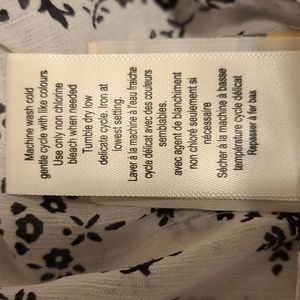 Machine wash cold
gentle cycle with like colours
Use only non chlorine
bleach when needed
Tumble dry low
delicate cycle. Iron at
lowest setting.
Laver à la machine à l'eau fraîche
cycle délicat avec des couleurs
semblables.
avec agent de blanchiment
non chloré seulement si
nécessaire
Sécher à la machine à basse
température cycle délicat
Repasser à fer bas